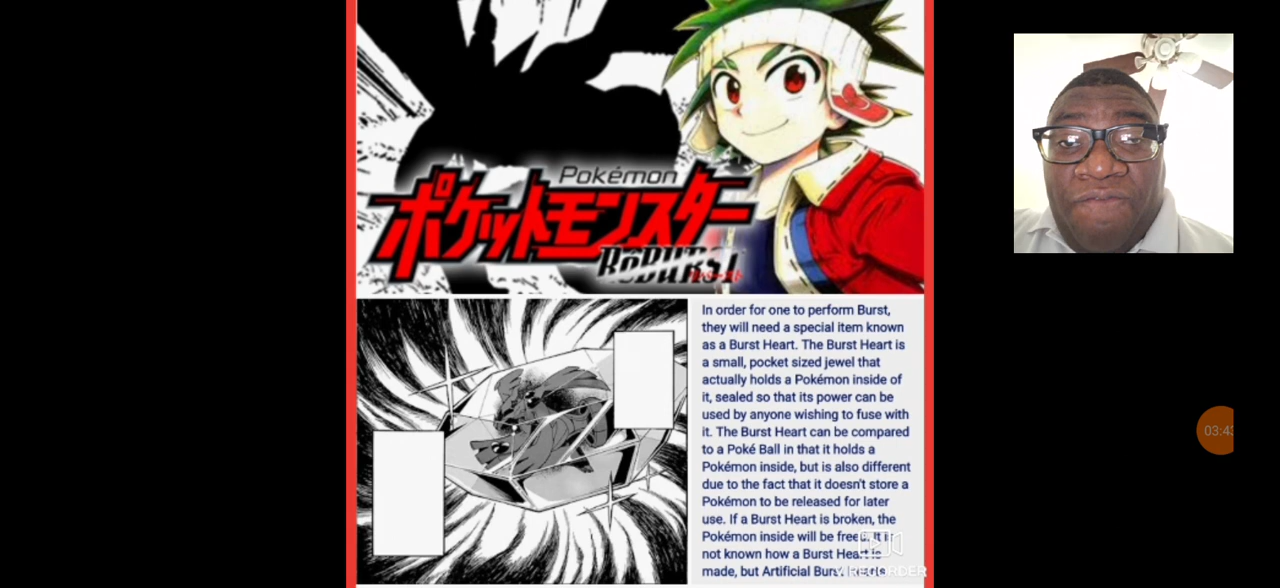 Pokémon
ポケットモンスター
RéBURST
In order for one to perform Burst,
they will need a special item known
as a Burst Heart. The Burst Heart is
a small, pocket sized jewel that
actually holds a Pokémon inside of
it, sealed so that its power can be
used by anyone wishing to fuse with
it. The Burst Heart can be compared
to a Poké Ball in that it holds a
Pokémon inside, but is also different
due to the fact that it doesn't store a
Pokémon to be released for later
use. If a Burst Heart is broken, the
Pokémon inside will be freed. It is
not known how a Burst Heart is
made, but Artificial
VRECORDER
03:43